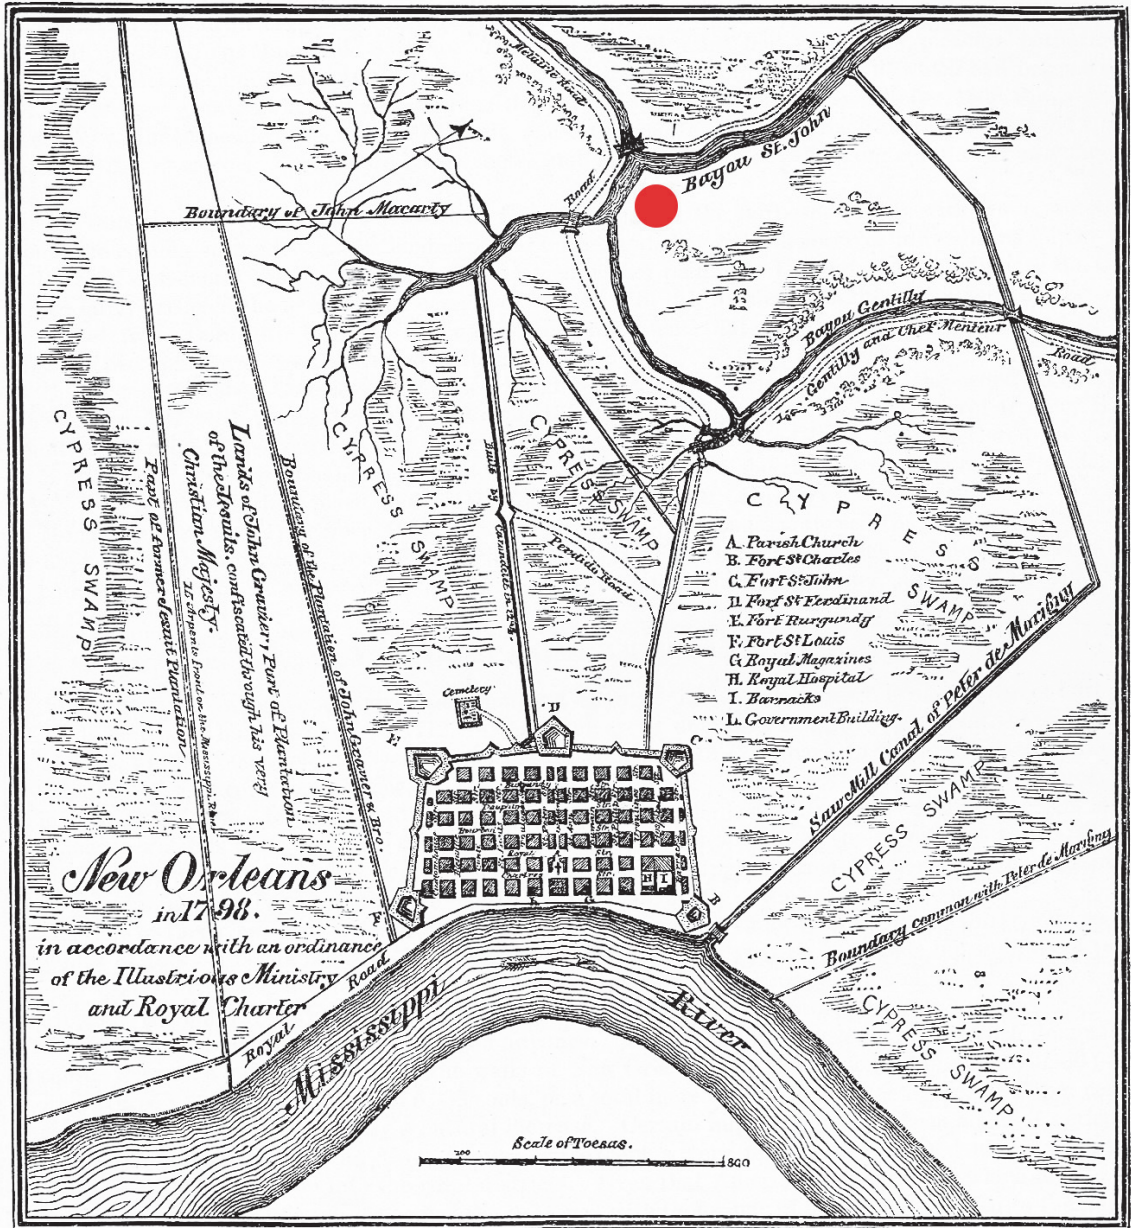 Metairie Road
Road
Bayou St. John
Boundary of John Macarty
Bayou Gentilly
Gentilly and Chef Menteur
Road
CYPRESS SWAMP
CYPRESS SWAMP
CYPRESS SWAMP
CYPRESS SWAMP
Part of former Jesuit Plantation
Lands of John Gravier, Part of Plantation
of the Jesuits, confiscated through his very
Christian Majesty.
Boundary of the Plantation of John Gravier & Bro.
Perdido Road
A. Parish Church
B. Fort St Charles
C. Fort St John
D. Fort St Ferdinand
E. Fort Burgundy
F. Fort St Louis
G. Royal Magazines
H. Royal Hospital
I. Barracks
L. Government Building.
Saw Mill Canal of Peter de Marigny
Cemetery
D
E
C
F
B
H
I
CYPRESS SWAMP
Boundary common with Peter de Marigny
CYPRESS SWAMP
New Orleans
in 1798.
in accordance with an ordinance
of the Illustrious Ministry
and Royal Charter
Royal Road
Mississippi River
Scale of Toesas.
200
1800